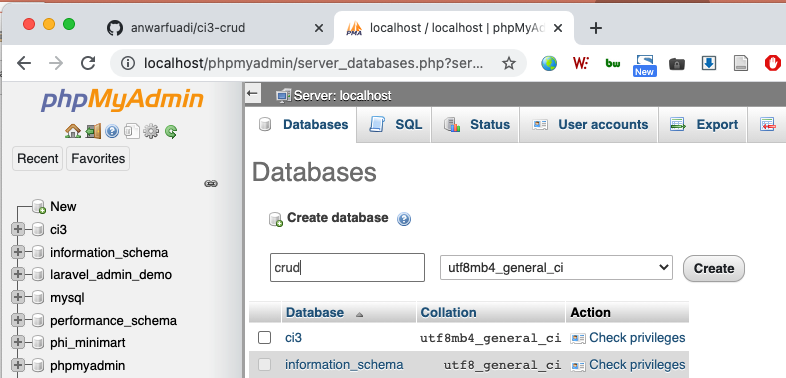 anwarfuadi/ci3-crud
localhost / localhost | phpMyA
localhost/phpmyadmin/server_databases.php?ser...
New
phpMyAdmin
Recent
Favorites
New
ci3
information_schema
laravel_admin_demo
mysql
performance_schema
phi_minimart
phpmyadmin
Server: localhost
Databases
SQL
Status
User accounts
Export
Databases
Create database
crud
utf8mb4_general_ci
Create
Database
Collation
Action
ci3
utf8mb4_general_ci
Check privileges
information_schema
utf8_general_ci
Check privileges